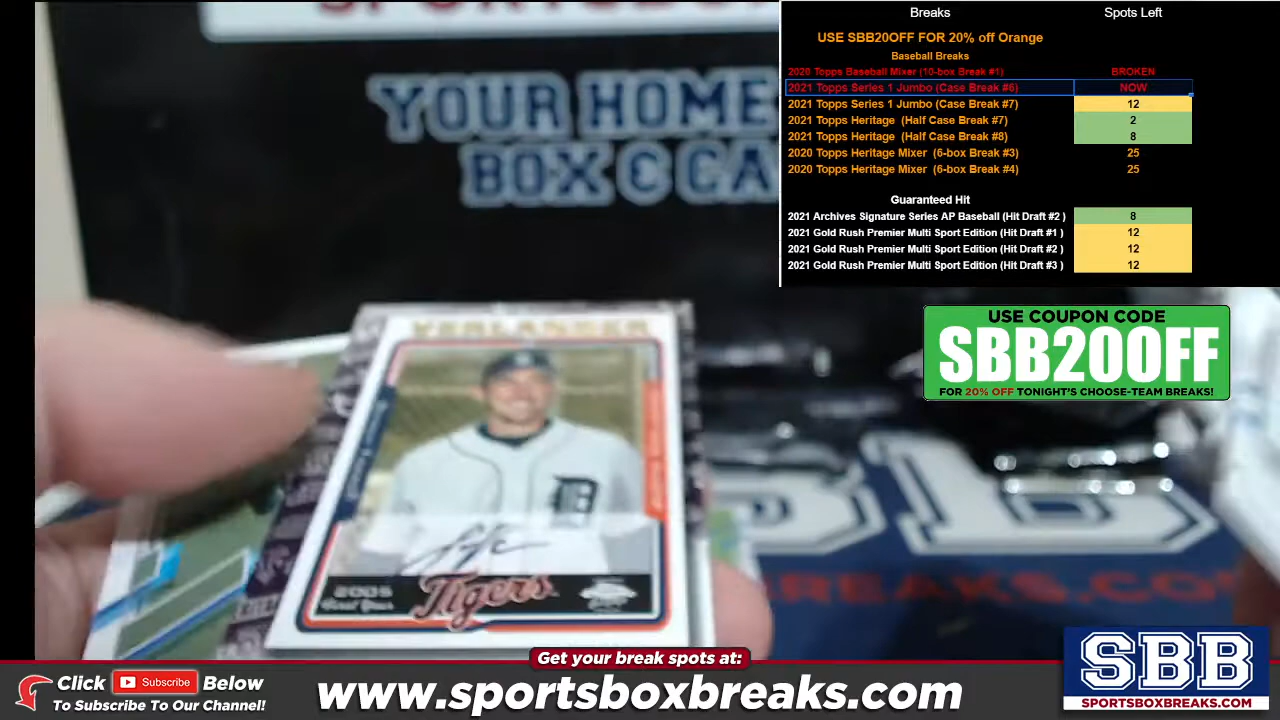 Breaks Spots Left
USE SBB20OFF FOR 20% off Orange
Baseball Breaks
2020 Topps Baseball Mixer (10-box Break #1) BROKEN
2021 Topps Series 1 Jumbo (Case Break #6) NOW
2021 Topps Series 1 Jumbo (Case Break #7) 12
2021 Topps Heritage (Half Case Break #7) 2
2021 Topps Heritage (Half Case Break #8) 8
2020 Topps Heritage Mixer (6-box Break #3) 25
2020 Topps Heritage Mixer (6-box Break #4) 25
Guaranteed Hit
2021 Archives Signature Series AP Baseball (Hit Draft #2 ) 8
2021 Gold Rush Premier Multi Sport Edition (Hit Draft #1 ) 12
2021 Gold Rush Premier Multi Sport Edition (Hit Draft #2 ) 12
2021 Gold Rush Premier Multi Sport Edition (Hit Draft #3 ) 12
YOUR HOME
BOX & CA
USE COUPON CODE
SBB20OFF
FOR 20% OFF TONIGHT'S CHOOSE-TEAM BREAKS!
VERLANDER
D
2005
First Year
Tigers
Get your break spots at:
Click Subscribe Below
To Subscribe To Our Channel!
www.sportsboxbreaks.com
SBB
SPORTSBOXBREAKS.COM